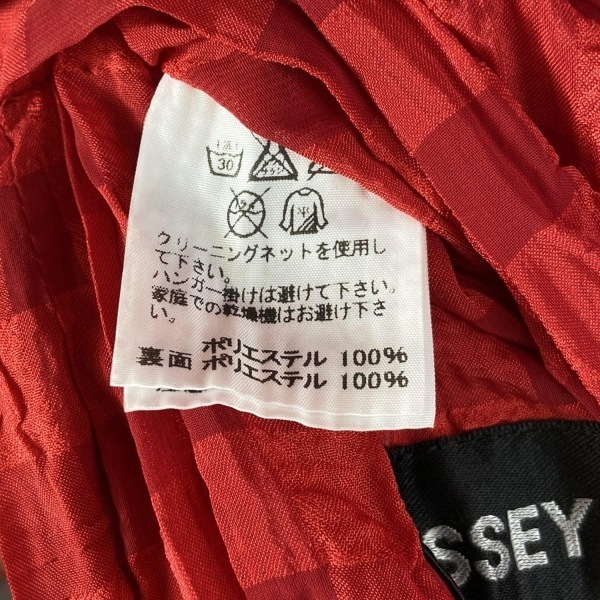 30
クリーニングネットを使用し
て下さい。
ハンガー掛けは避けて下さい。
家庭での乾燥機はお避け下さ
い。
ポリエステル 100%
裏面 ポリエステル 100%
SSEY